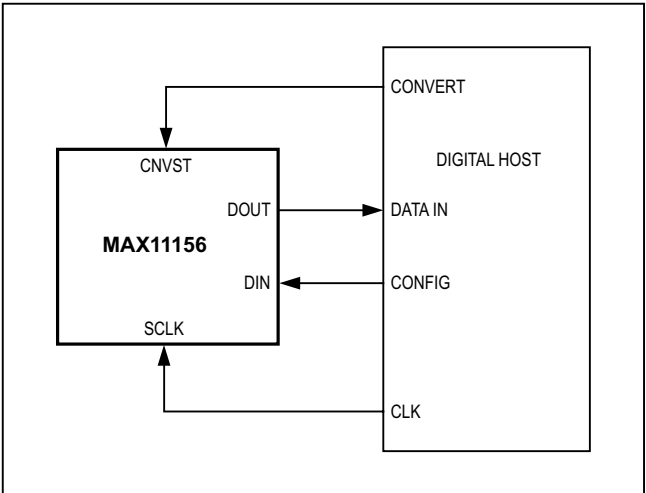 CONVERT
DIGITAL HOST
CNVST
DOUT
DATA IN
MAX11156
DIN
CONFIG
SCLK
CLK